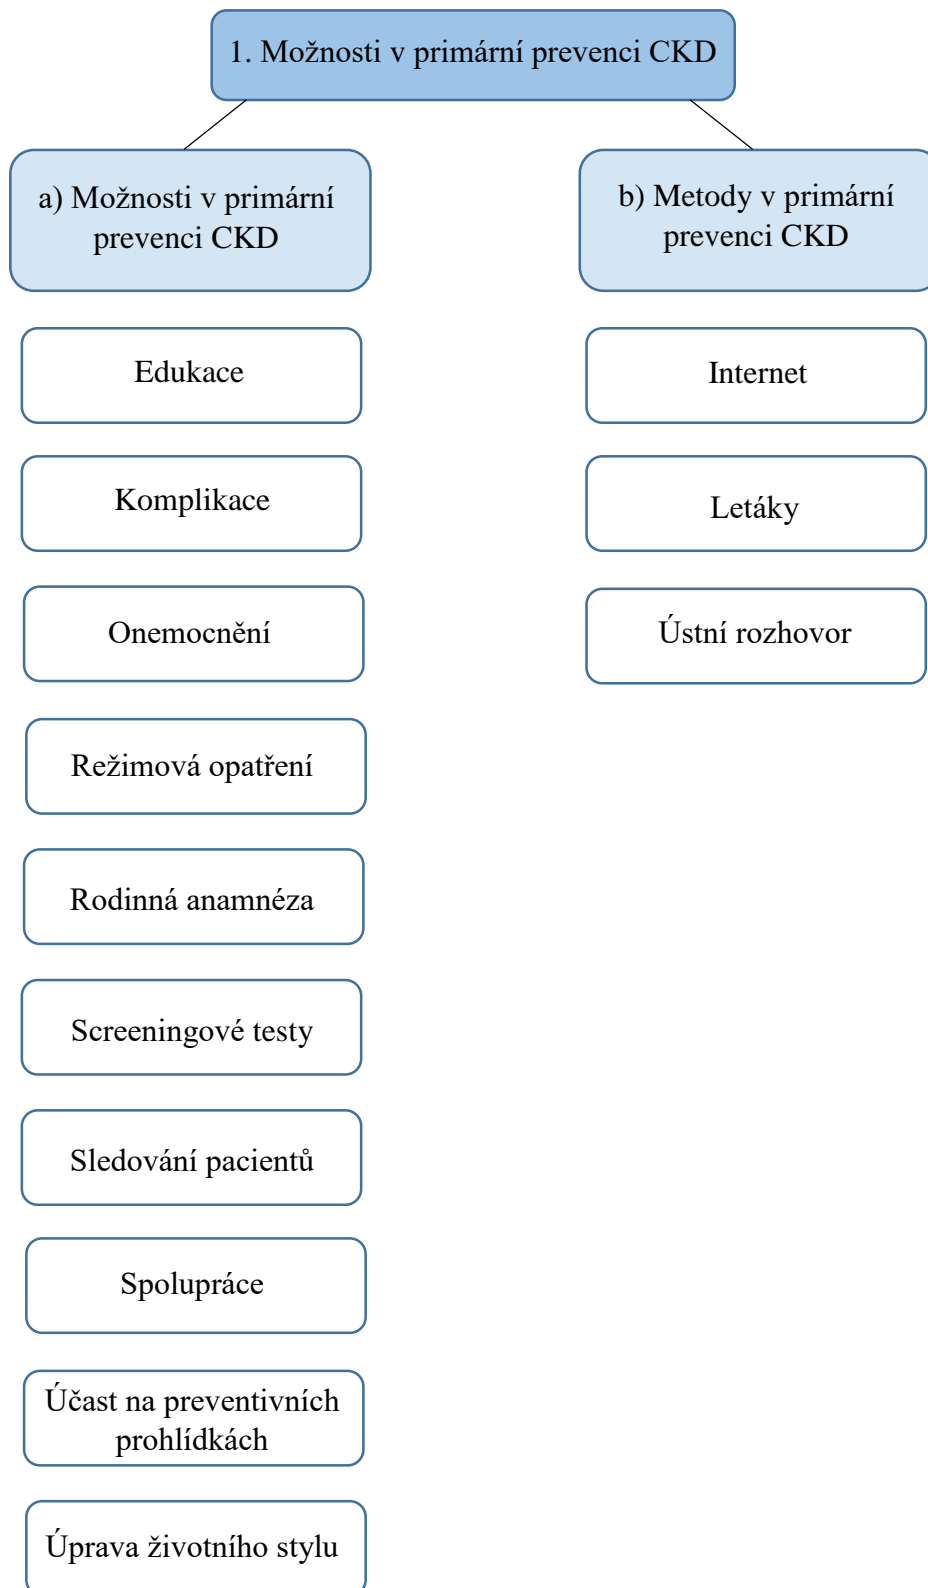 1. Možnosti v primární prevenci CKD
a) Možnosti v primární
prevenci CKD
Edukace
Komplikace
Onemocnění
Režimová opatření
Rodinná anamnéza
Screeningové testy
Sledování pacientů
Spolupráce
Účast na preventivních
prohlídkách
Úprava životního stylu
b) Metody v primární
prevenci CKD
Internet
Letáky
Ústní rozhovor